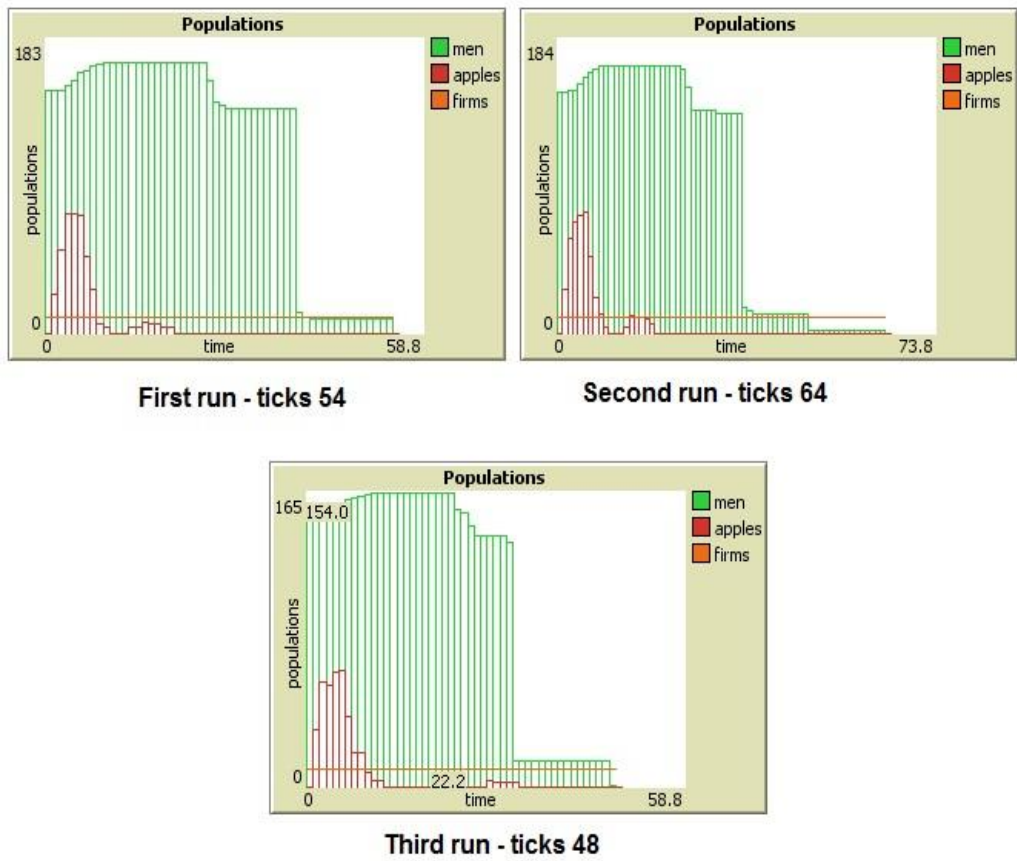 Populations
183
populations
0
0
time
58.8
men
apples
firms
First run - ticks 54
Populations
184
populations
0
0
time
73.8
men
apples
firms
Second run - ticks 64
Populations
165
154.0
populations
0
22.2
0
time
58.8
men
apples
firms
Third run - ticks 48